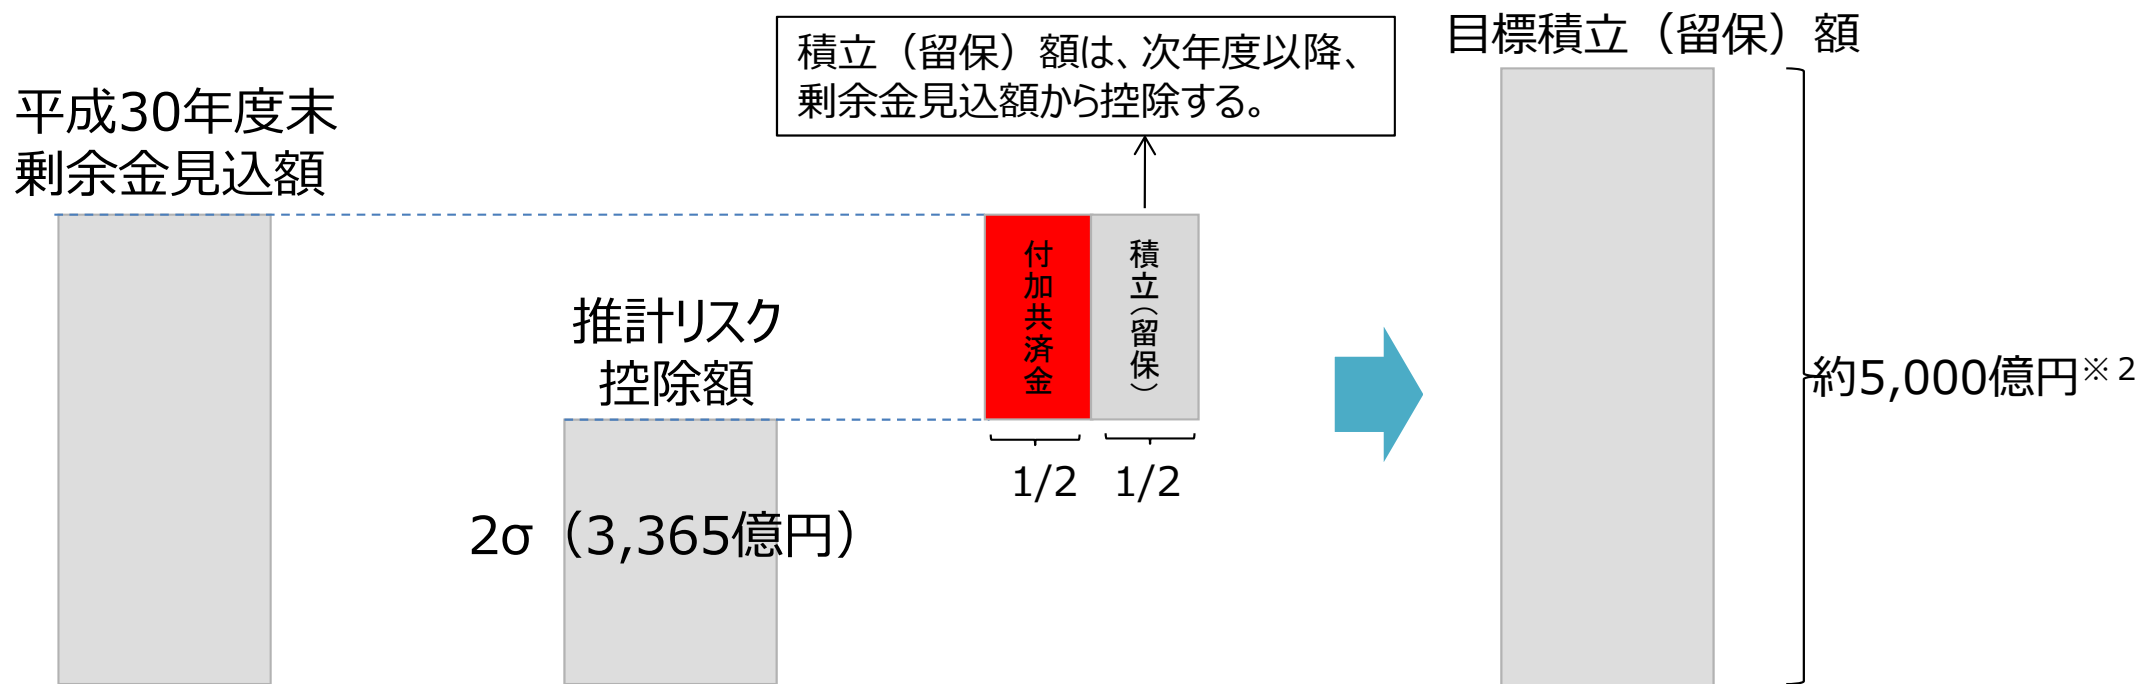 積立（留保）額は、次年度以降、
剰余金見込額から控除する。
目標積立（留保）額
平成30年度末
剰余金見込額
付加共済金
積立（留保）
推計リスク
控除額
約5,000億円※2
1/2
1/2
2σ（3,365億円）